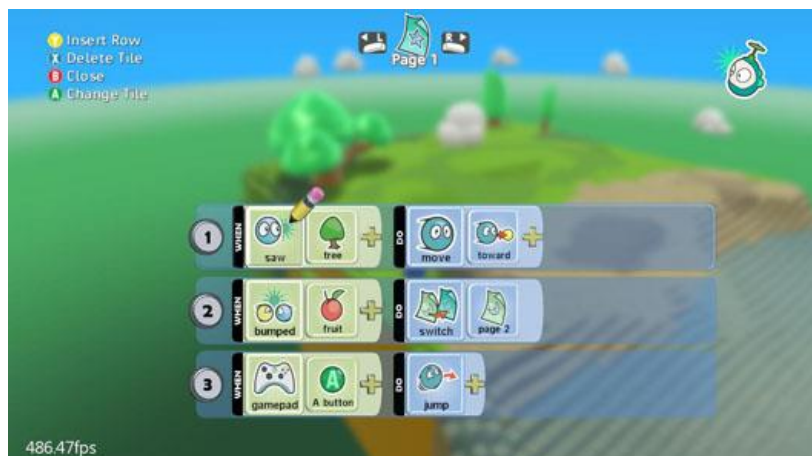 Y Insert Row
X Delete Tile
B Close
A Change Tile
L Page 1 R
1 WHEN saw tree + DO move toward +
2 WHEN bumped fruit + DO switch page 2
3 WHEN gamepad A A button + DO jump +
486.47fps